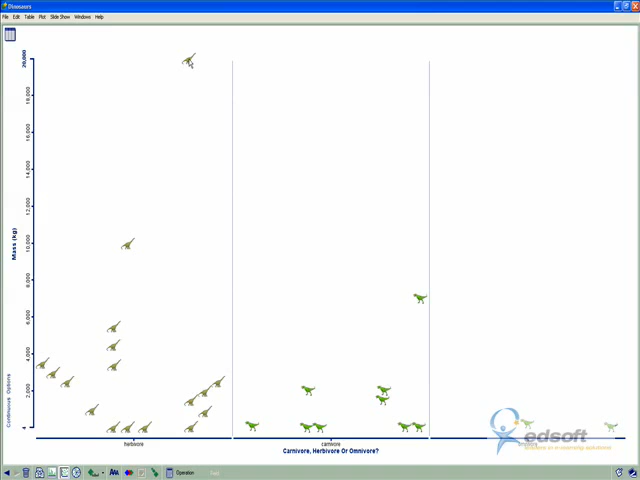 Dinosaurs
File Edit Table Plot Slide Show Windows Help
20,000
18,000
16,000
14,000
12,000
10,000
8,000
6,000
4,000
2,000
4
Mass (kg)
Continuous Options
herbivore
carnivore
Carnivore, Herbivore Or Omnivore?
edsoft
Operation